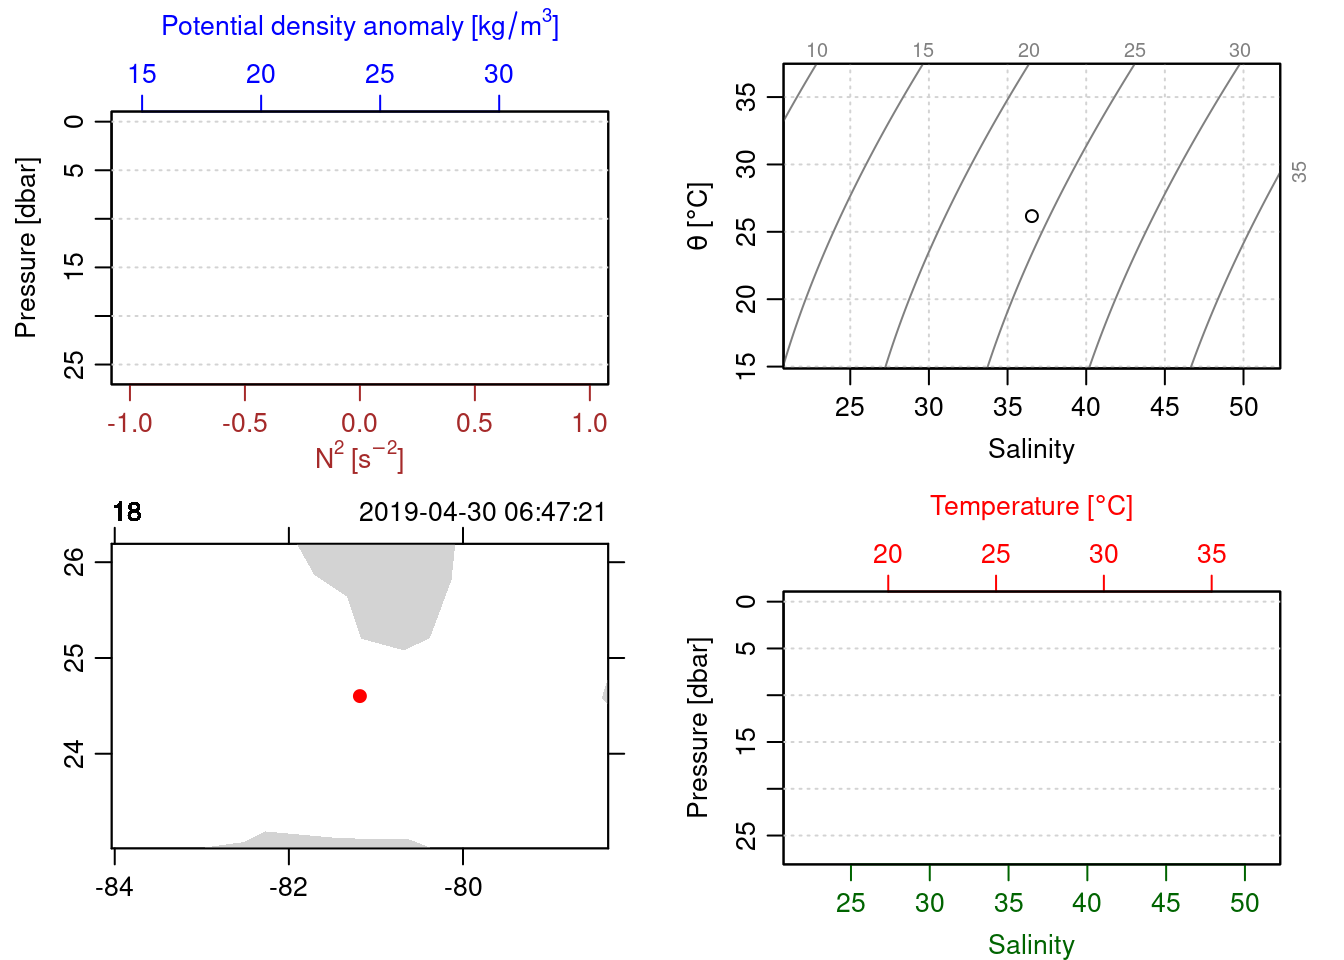 Potential density anomaly [kg/m³]
15 20 25 30
0
5
15
25
Pressure [dbar]
-1.0 -0.5 0.0 0.5 1.0
N² [s⁻²]
10 15 20 25 30
35
35
30
25
20
15
θ [°C]
25 30 35 40 45 50
Salinity
18 2019-04-30 06:47:21
26
25
24
-84 -82 -80
Temperature [°C]
20 25 30 35
0
5
15
25
Pressure [dbar]
25 30 35 40 45 50
Salinity